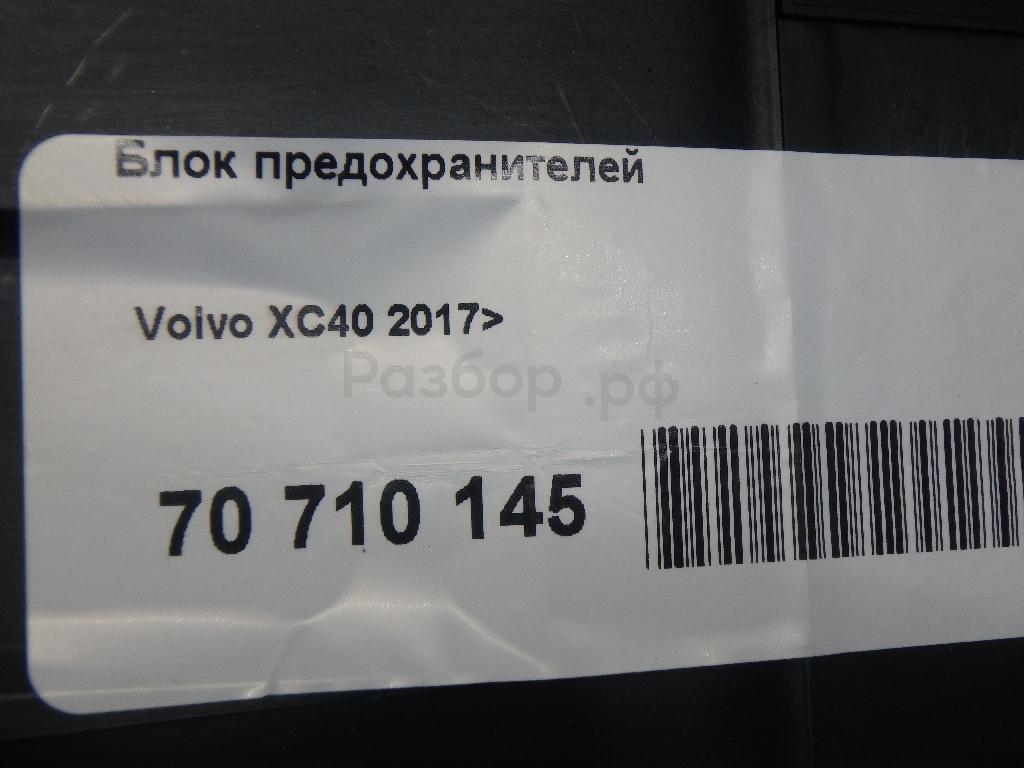 Блок предохранителей
Volvo XC40 2017>
Разбор.рф
70 710 145